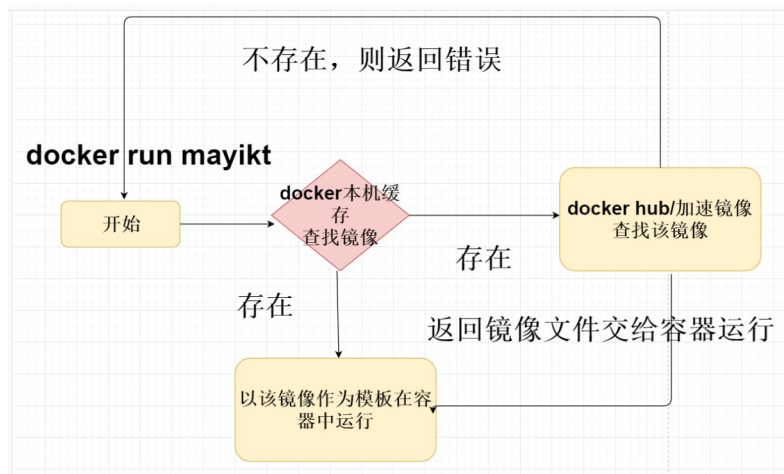 不存在，则返回错误
docker run mayikt
开始
docker本机缓
存
查找镜像
docker hub/加速镜像
查找该镜像
存在
存在
返回镜像文件交给容器运行
以该镜像作为模板在容
器中运行